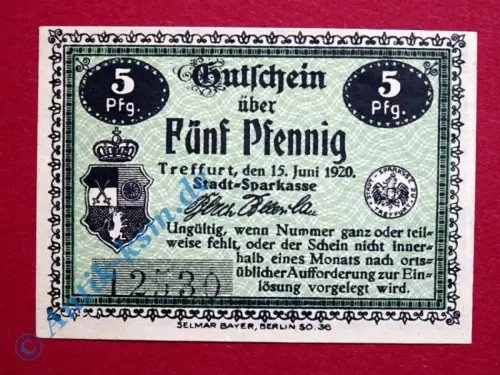 5 Pfg.
Gutschein
5 Pfg.
über
Fünf Pfennig
Treffurt, den 15. Juni 1920.
Stadt-Sparkasse
Ungültig, wenn Nummer ganz oder teil-
weise fehlt, oder der Schein nicht inner-
halb eines Monats nach orts-
üblicher Aufforderung zur Ein-
lösung vorgelegt wird.
12530
SELMAR BAYER, BERLIN SO. 36